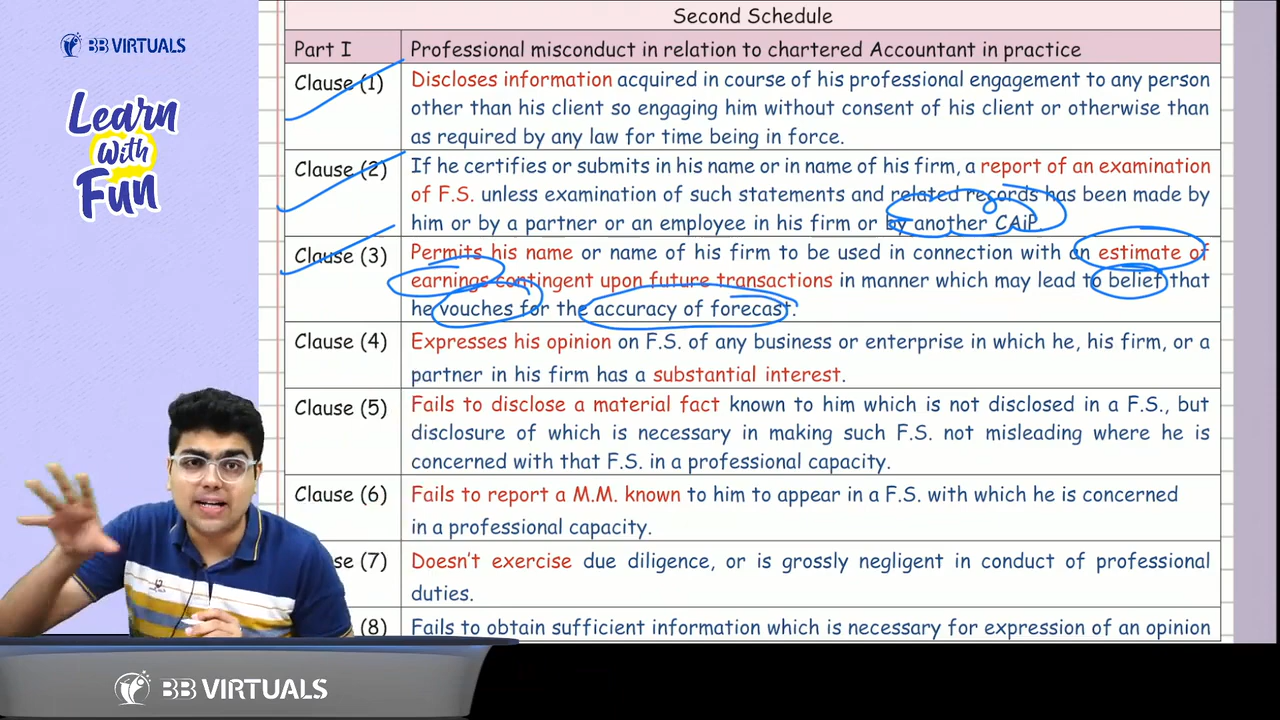 BB VIRTUALS
Learn
With
Fun
Second Schedule
Part I Professional misconduct in relation to chartered Accountant in practice
Clause (1) Discloses information acquired in course of his professional engagement to any person
other than his client so engaging him without consent of his client or otherwise than
as required by any law for time being in force.
Clause (2) If he certifies or submits in his name or in name of his firm, a report of an examination
of F.S. unless examination of such statements and related records has been made by
him or by a partner or an employee in his firm or by another CAiP.
Clause (3) Permits his name or name of his firm to be used in connection with an estimate of
earnings contingent upon future transactions in manner which may lead to belief that
he vouches for the accuracy of forecast.
Clause (4) Expresses his opinion on F.S. of any business or enterprise in which he, his firm, or a
partner in his firm has a substantial interest.
Clause (5) Fails to disclose a material fact known to him which is not disclosed in a F.S., but
disclosure of which is necessary in making such F.S. not misleading where he is
concerned with that F.S. in a professional capacity.
Clause (6) Fails to report a M.M. known to him to appear in a F.S. with which he is concerned
in a professional capacity.
se (7) Doesn't exercise due diligence, or is grossly negligent in conduct of professional
duties.
(8) Fails to obtain sufficient information which is necessary for expression of an opinion
BB VIRTUALS